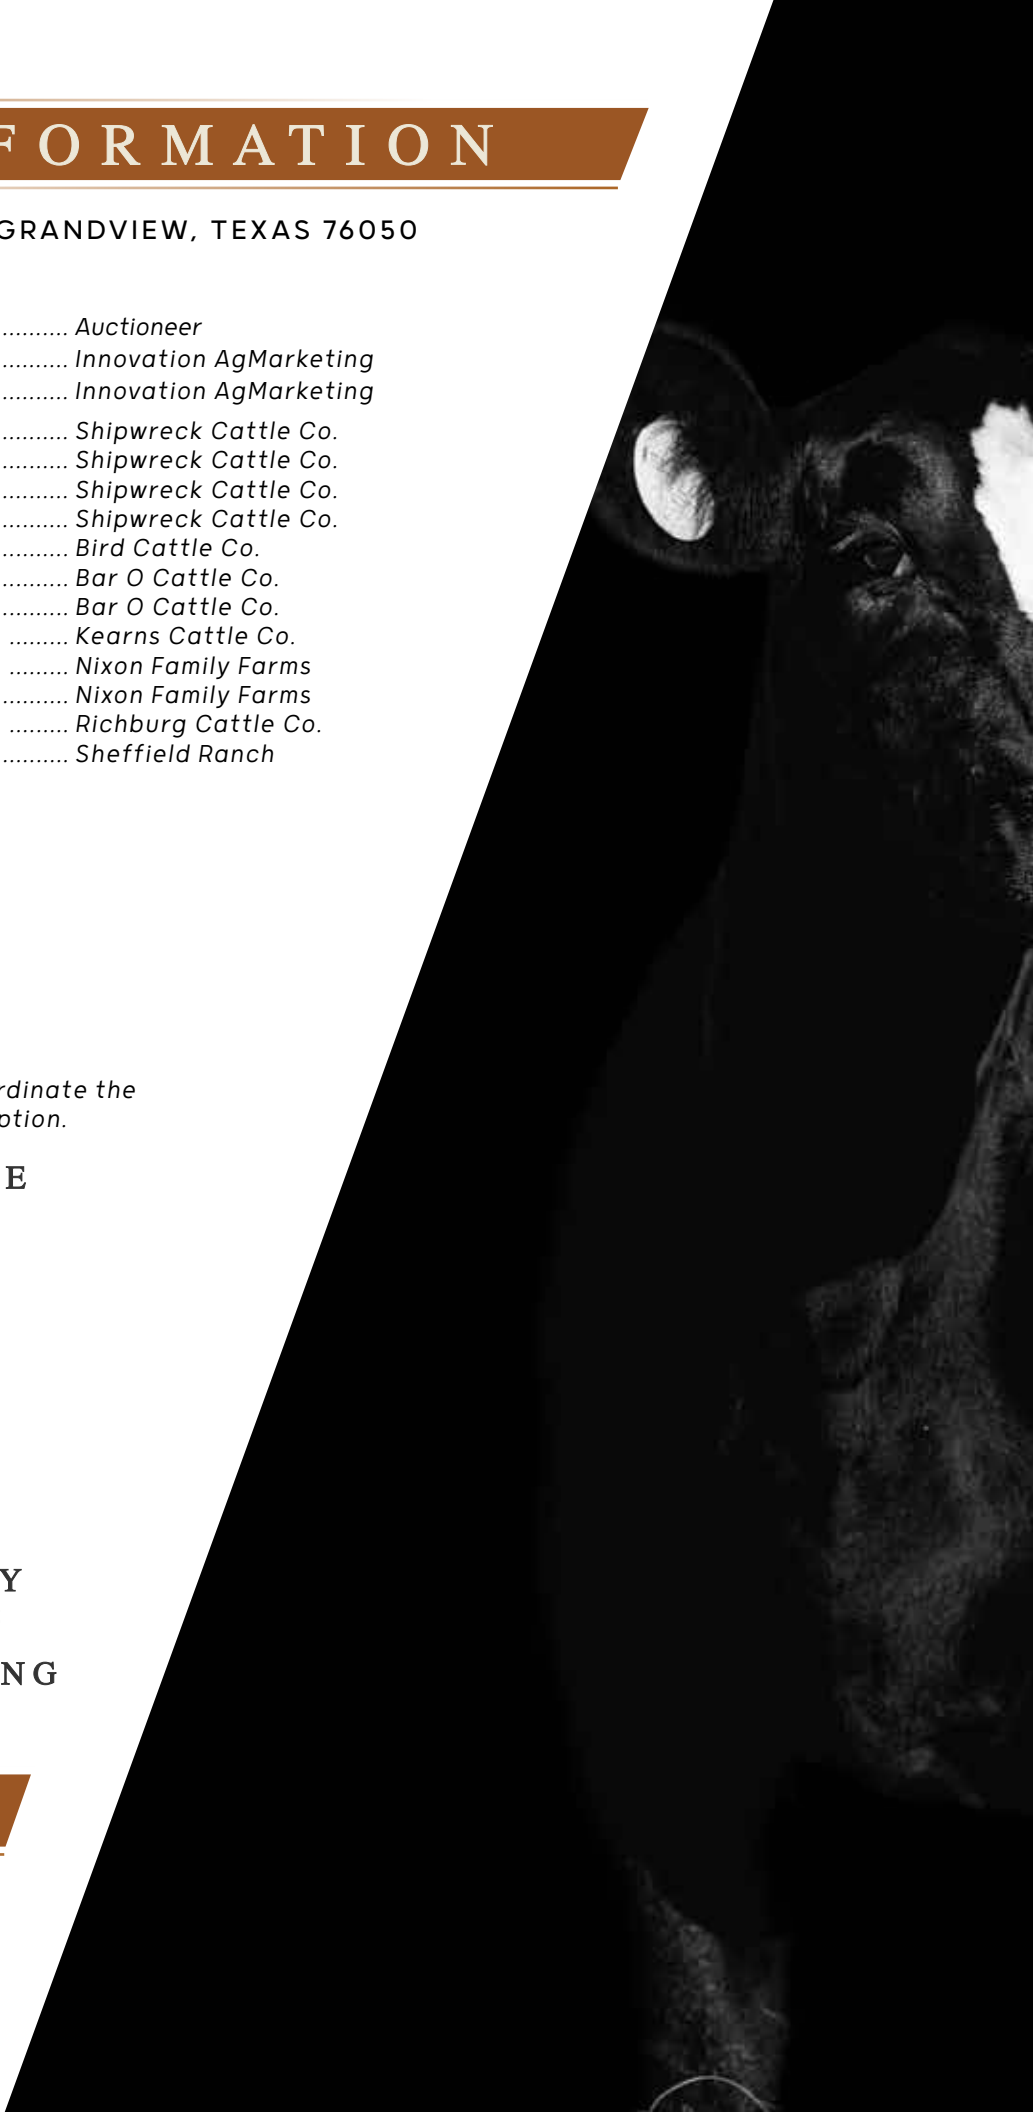 FORMATION
GRANDVIEW, TEXAS 76050
.......... Auctioneer
.......... Innovation AgMarketing
.......... Innovation AgMarketing
.......... Shipwreck Cattle Co.
.......... Shipwreck Cattle Co.
.......... Shipwreck Cattle Co.
.......... Shipwreck Cattle Co.
.......... Bird Cattle Co.
.......... Bar O Cattle Co.
.......... Bar O Cattle Co.
......... Kearns Cattle Co.
........ Nixon Family Farms
.......... Nixon Family Farms
......... Richburg Cattle Co.
.......... Sheffield Ranch
rdinate the
ption.
E
Y
NG